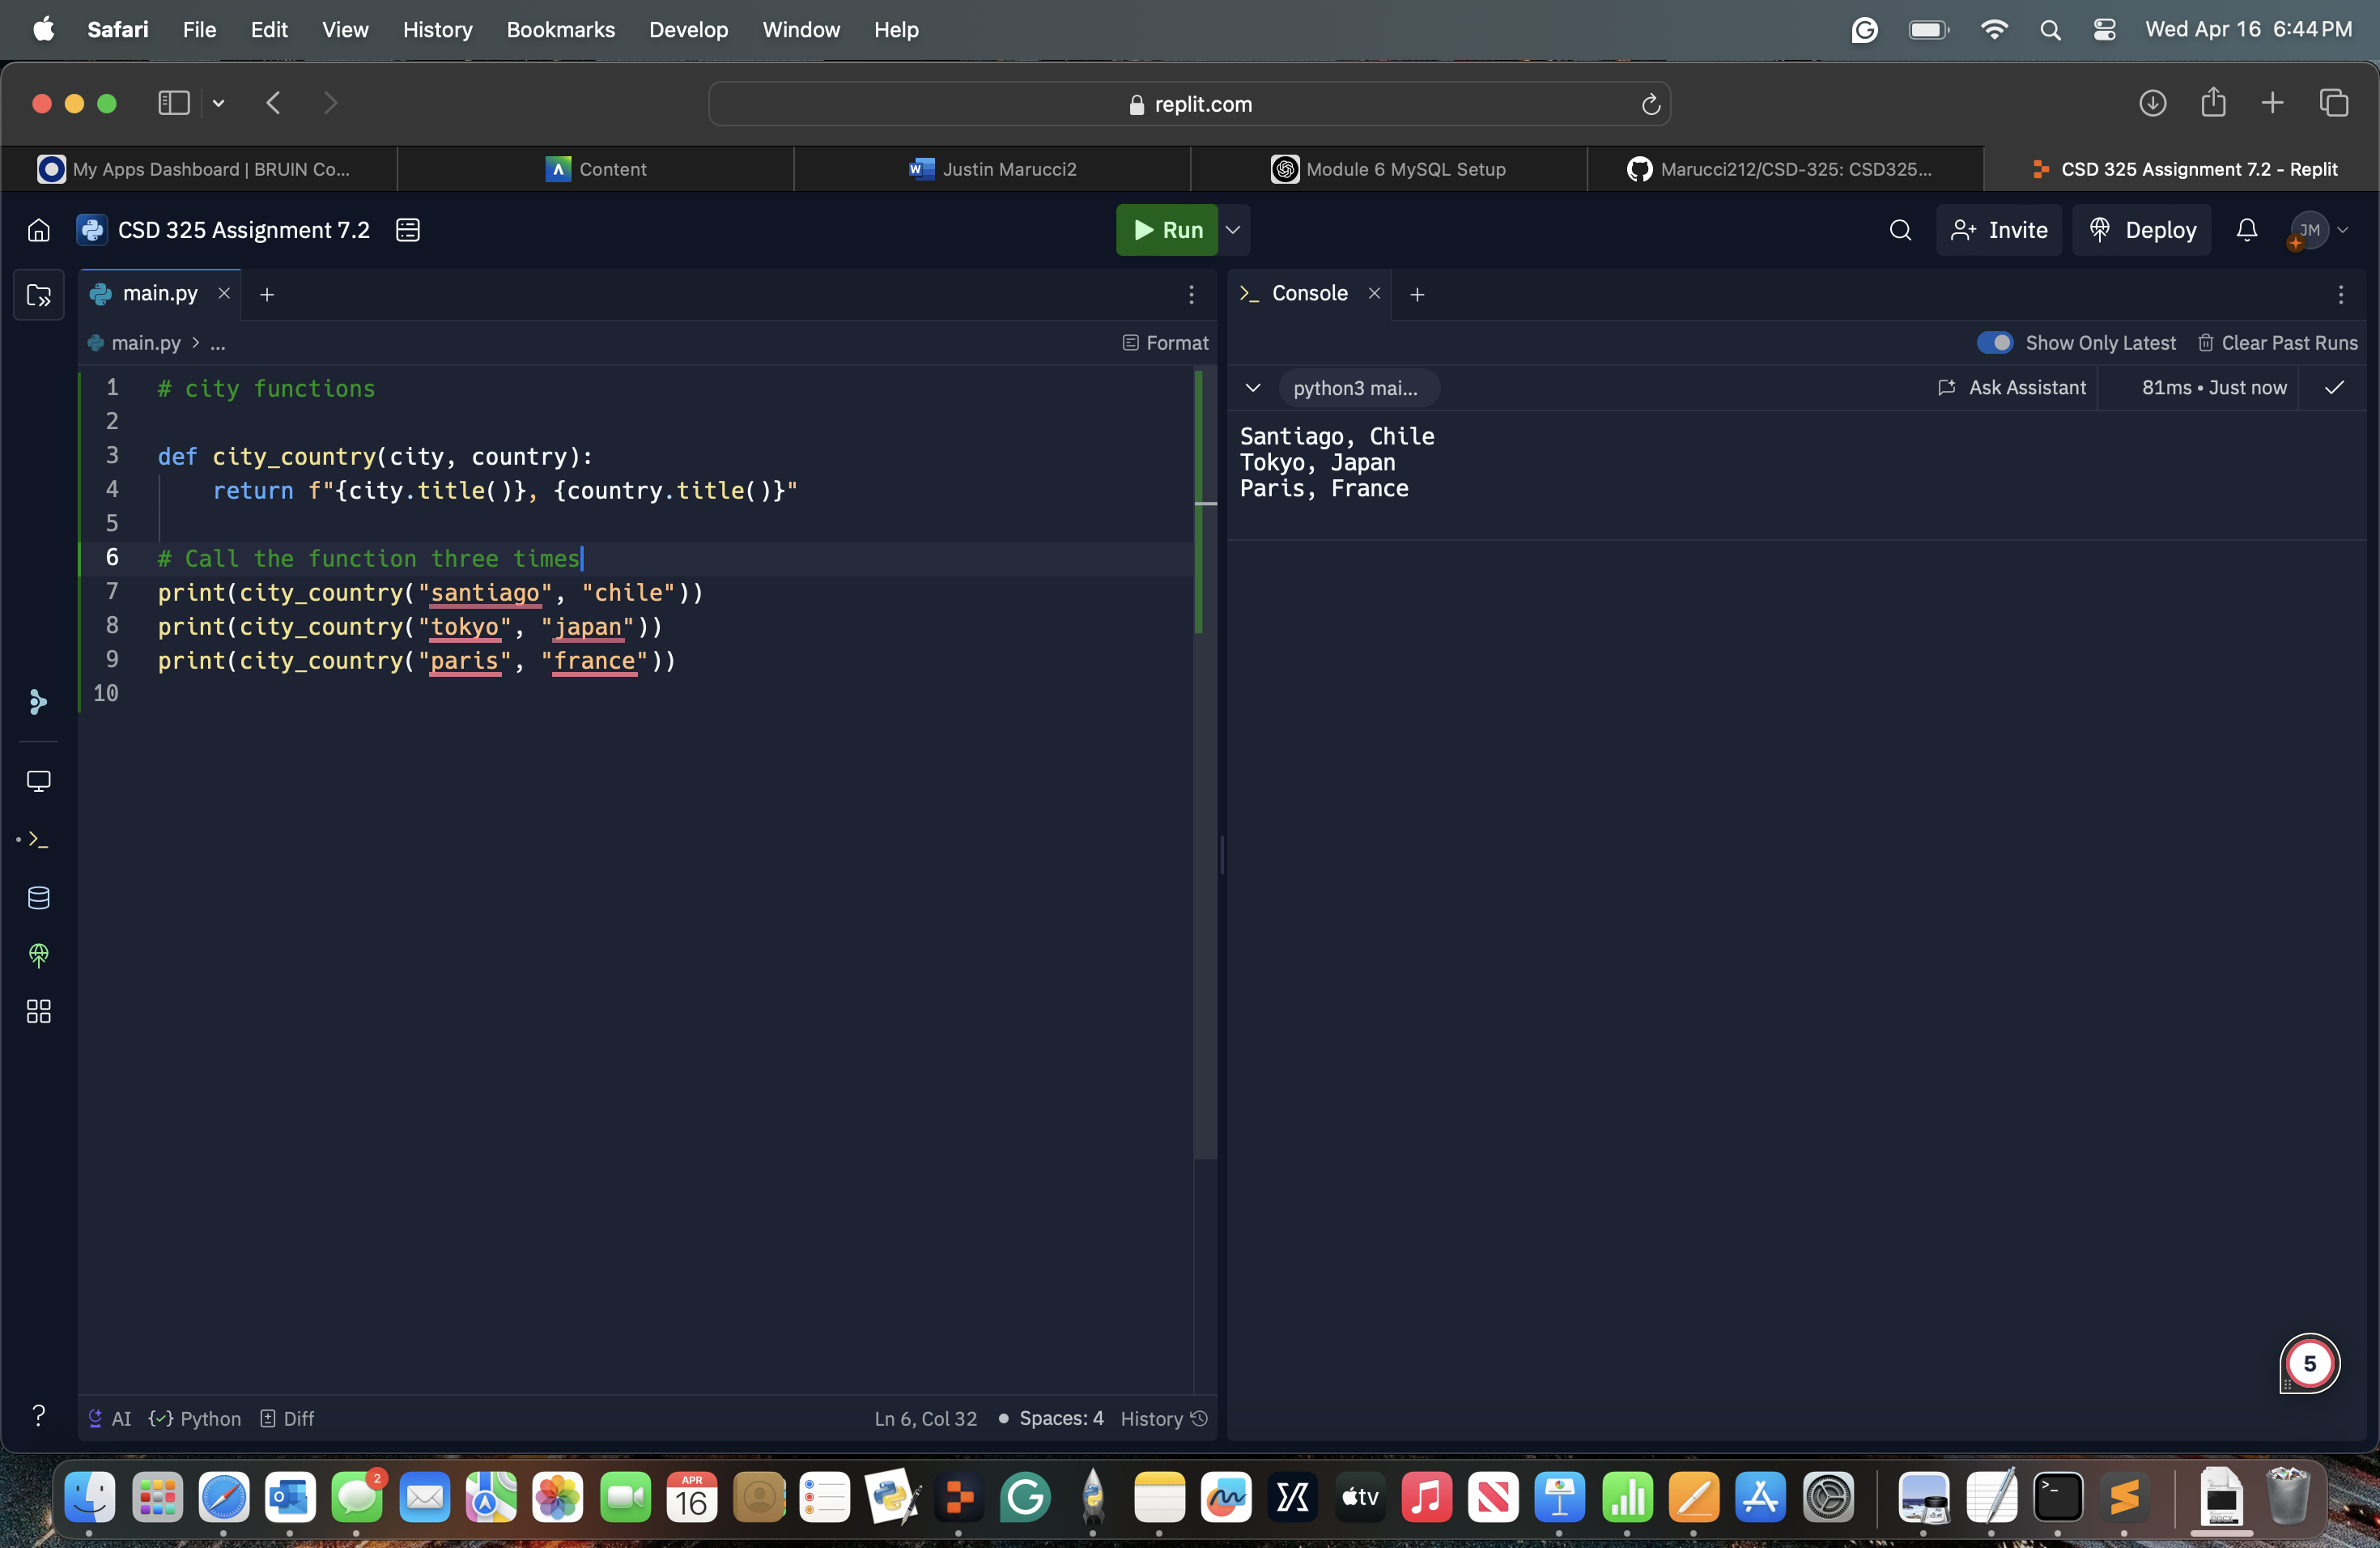 Safari File Edit View History Bookmarks Develop Window Help Wed Apr 16 6:44 PM
replit.com
My Apps Dashboard | BRUIN Co... Content Justin Marucci2 Module 6 MySQL Setup Marucci212/CSD-325: CSD325... CSD 325 Assignment 7.2 - Replit
CSD 325 Assignment 7.2 Run Invite Deploy JM
main.py
main.py > ... Format
1 # city functions
2
3 def city_country(city, country):
4 return f"{city.title()}, {country.title()}"
5
6 # Call the function three times
7 print(city_country("santiago", "chile"))
8 print(city_country("tokyo", "japan"))
9 print(city_country("paris", "france"))
10
AI Python Diff Ln 6, Col 32 • Spaces: 4 History
Console
Show Only Latest Clear Past Runs
python3 mai... Ask Assistant 81ms • Just now
Santiago, Chile
Tokyo, Japan
Paris, France
5
?
2
APR
16
tv
DOCX